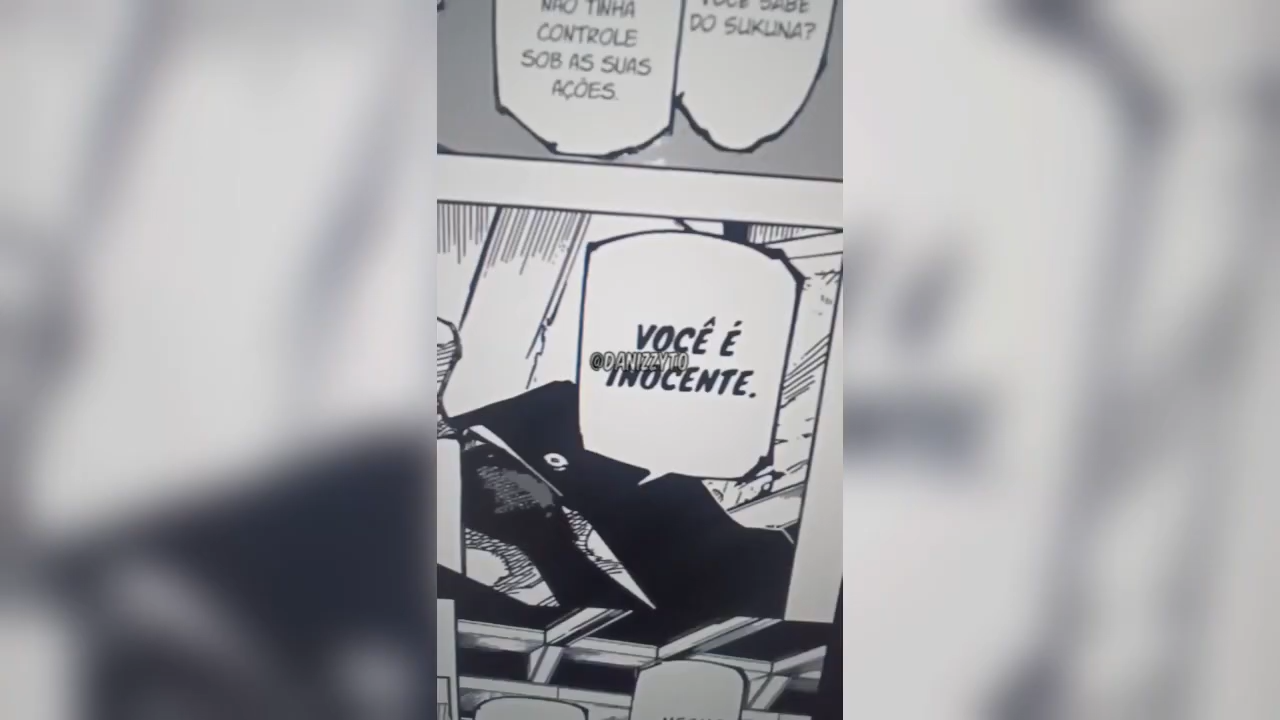 VOCÊ SABE
DO SUKUNA?
NÃO TINHA
CONTROLE
SOB AS SUAS
AÇÕES.
VOCÊ É
INOCENTE.
@DANIZZYTO